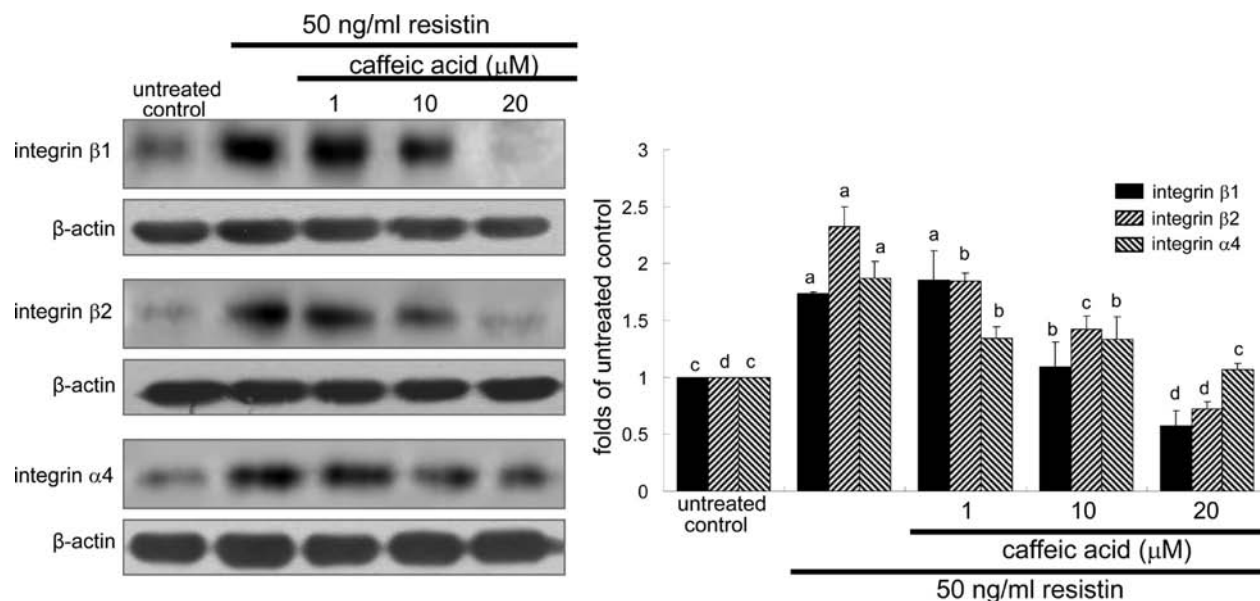 50 ng/ml resistin
caffeic acid (μM)
untreated
control
1 10 20
integrin β1
β-actin
integrin β2
β-actin
integrin α4
β-actin
folds of untreated control
3
2.5
2
1.5
1
0.5
0
integrin β1
integrin β2
integrin α4
c d c
a a a
a b b
b c b
d d c
untreated
control
1 10 20
caffeic acid (μM)
50 ng/ml resistin